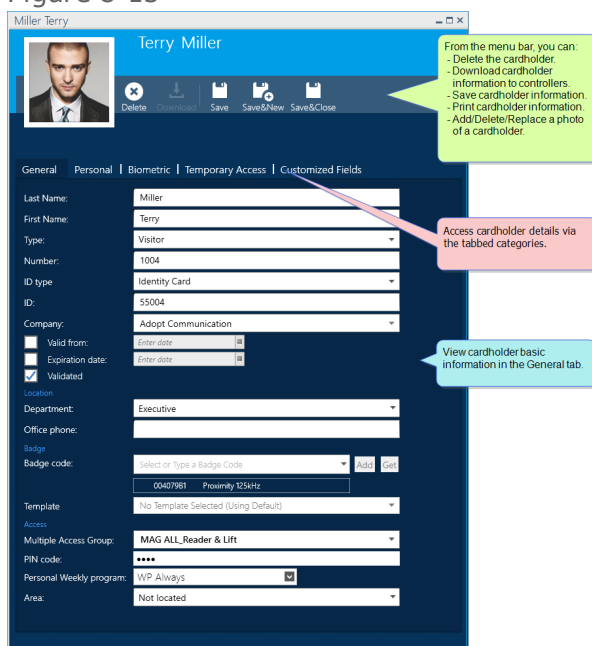 Miller Terry
Terry Miller
Delete Download Save Save&New Save&Close
From the menu bar, you can:
- Delete the cardholder.
- Download cardholder
information to controllers.
- Save cardholder information.
- Print cardholder information.
- Add/Delete/Replace a photo
of a cardholder.
General Personal Biometric Temporary Access Customized Fields
Last Name: Miller
First Name: Terry
Type: Visitor
Number: 1004
ID type Identity Card
ID: 55004
Company: Adopt Communication
Valid from: Enter date
Expiration date: Enter date
Validated
Access cardholder details via
the tabbed categories.
View cardholder basic
information in the General tab.
Location
Department: Executive
Office phone:
Badge
Badge code: Select or Type a Badge Code Add Get
004079B1 Proximity 125kHz
Template No Template Selected (Using Default)
Access
Multiple Access Group: MAG ALL_Reader & Lift
PIN code: ••••
Personal Weekly program: WP Always
Area: Not located